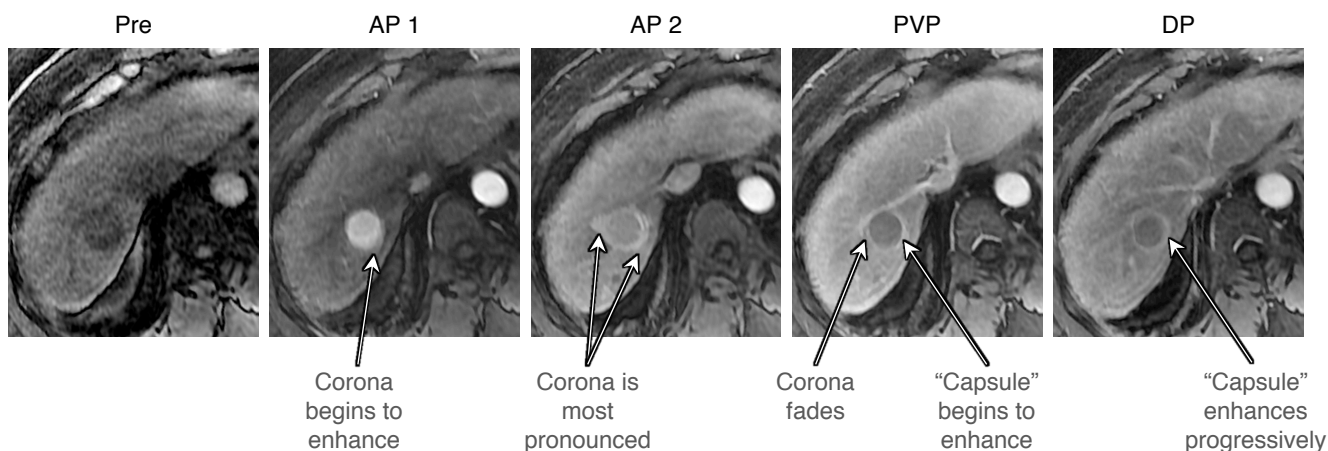 Pre
AP 1
AP 2
PVP
DP
Corona
begins to
enhance
Corona is
most
pronounced
Corona
fades
“Capsule”
begins to
enhance
“Capsule”
enhances
progressively